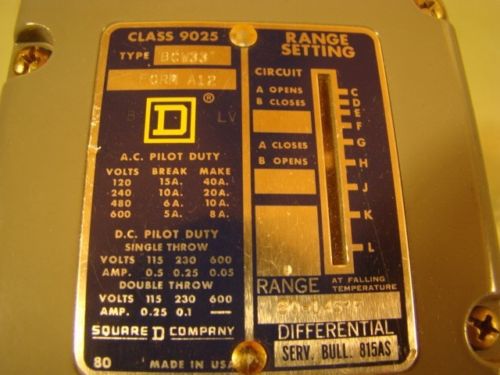 CLASS 9025
TYPE BGW33
FORM A12
®
D
A.C. PILOT DUTY
VOLTS BREAK MAKE
120 15A. 40A.
240 10A. 20A.
480 6A. 10A.
600 5A. 8A.
D.C. PILOT DUTY
SINGLE THROW
VOLTS 115 230 600
AMP. 0.5 0.25 0.05
DOUBLE THROW
VOLTS 115 230 600
AMP. 0.25 0.1 —
SQUARE D COMPANY
80 MADE IN USA
RANGE
SETTING
CIRCUIT
A OPENS
B CLOSES
A CLOSES
B OPENS
C
D
E
F
G
H
J
K
L
RANGE AT FALLING
TEMPERATURE
DIFFERENTIAL
SERV. BULL. 815AS